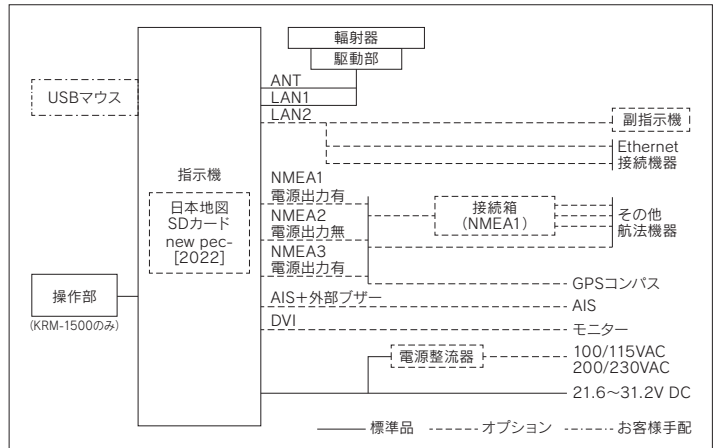 輻射器
駆動部
ANT
LAN1
LAN2
USBマウス
副指示機
Ethernet
接続機器
指示機
日本地図
SDカード
new pec-
[2022]
NMEA1
電源出力有
NMEA2
電源出力無
NMEA3
電源出力有
接続箱
(NMEA1)
その他
航法機器
GPSコンパス
操作部
(KRM-1500のみ)
AIS+外部ブザー
AIS
DVI
モニター
電源整流器
100/115VAC
200/230VAC
21.6～31.2V DC
標準品
オプション
お客様手配